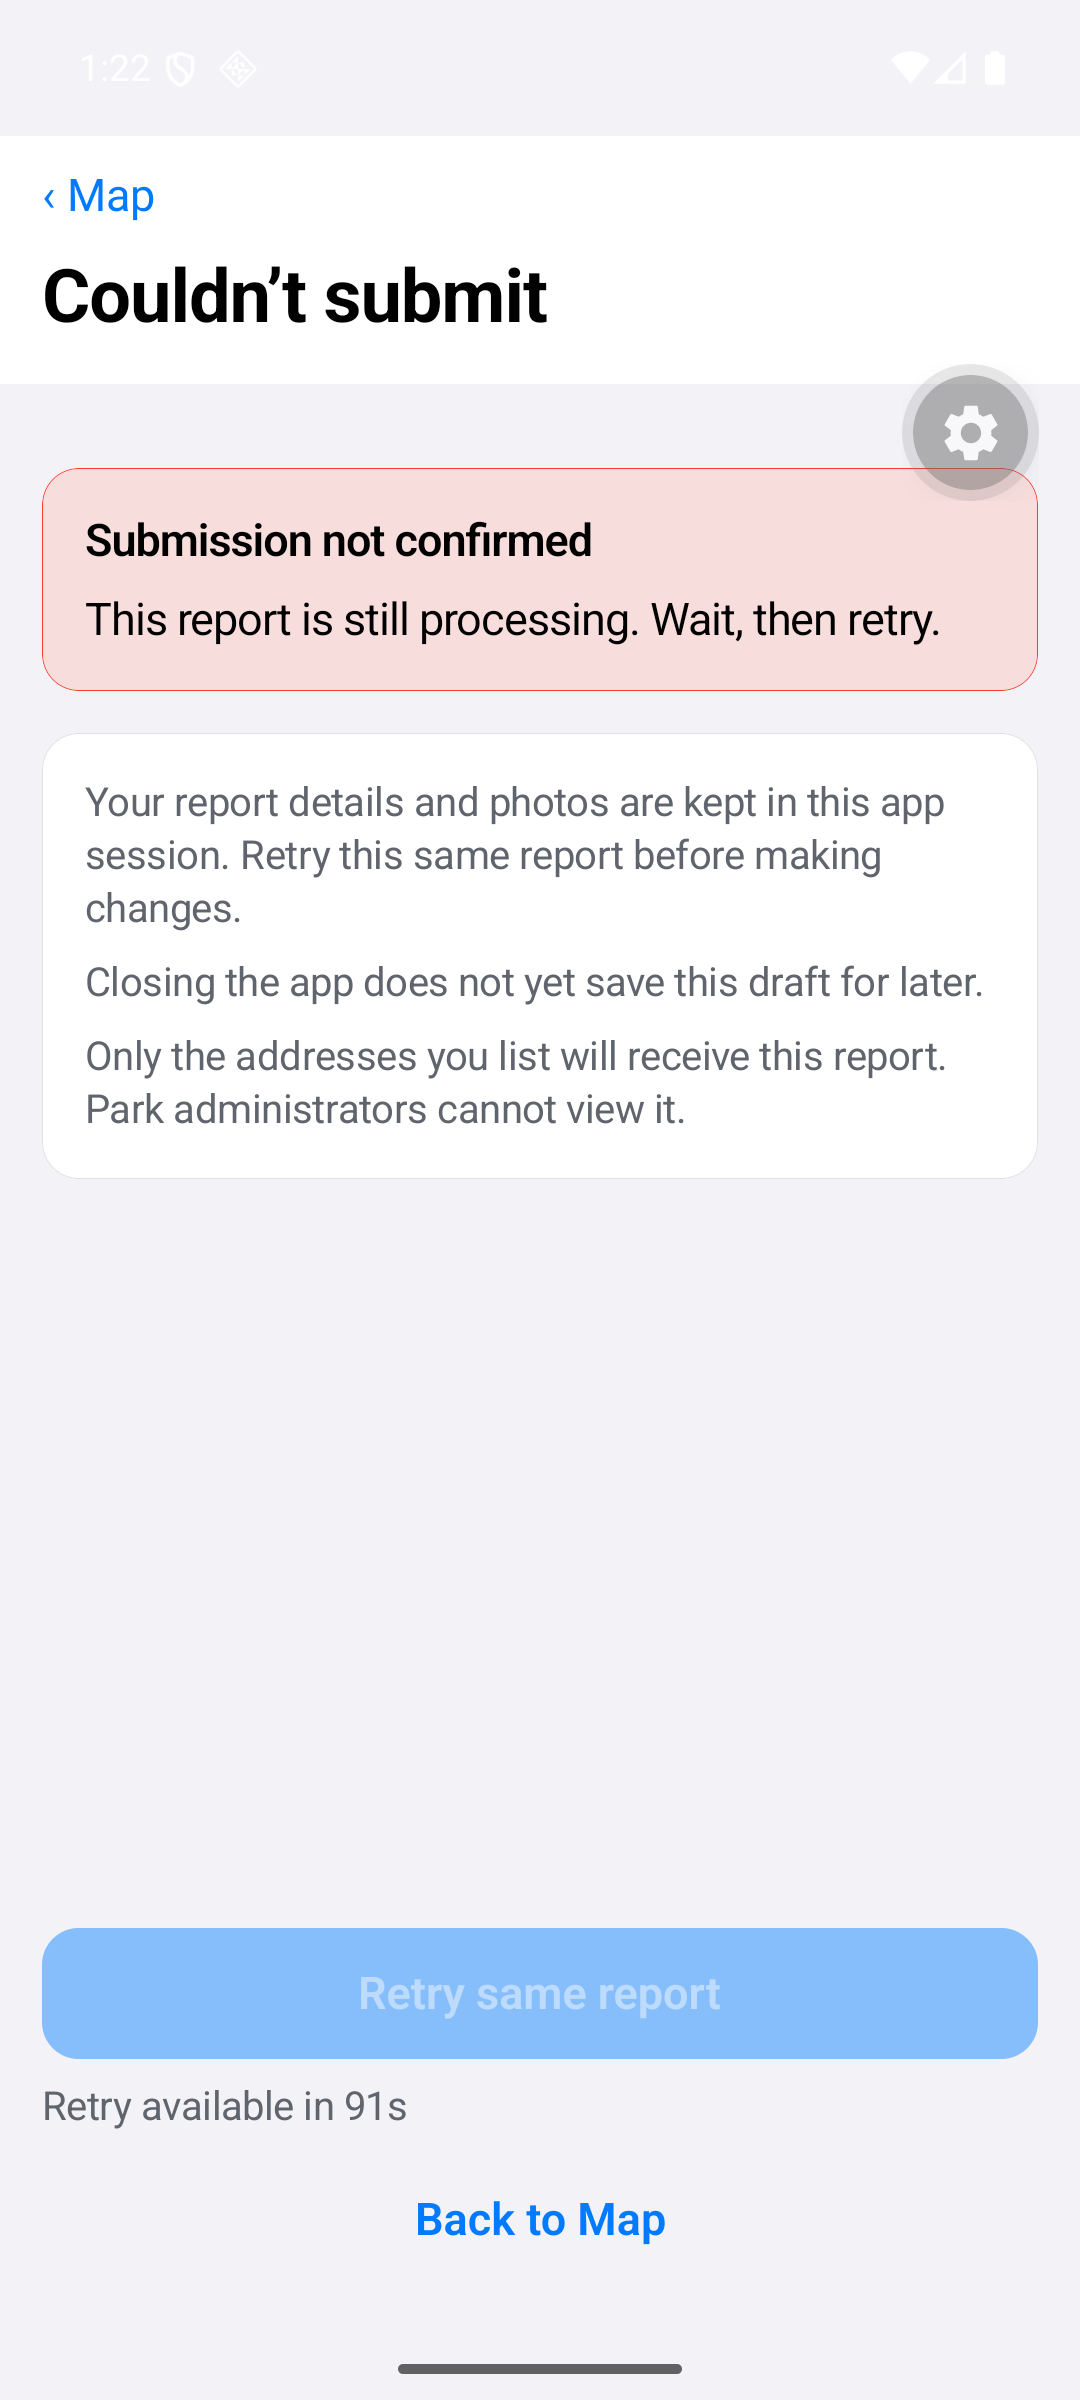 1:22
‹ Map
Couldn’t submit
Submission not confirmed
This report is still processing. Wait, then retry.
Your report details and photos are kept in this app
session. Retry this same report before making
changes.
Closing the app does not yet save this draft for later.
Only the addresses you list will receive this report.
Park administrators cannot view it.
Retry same report
Retry available in 91s
Back to Map